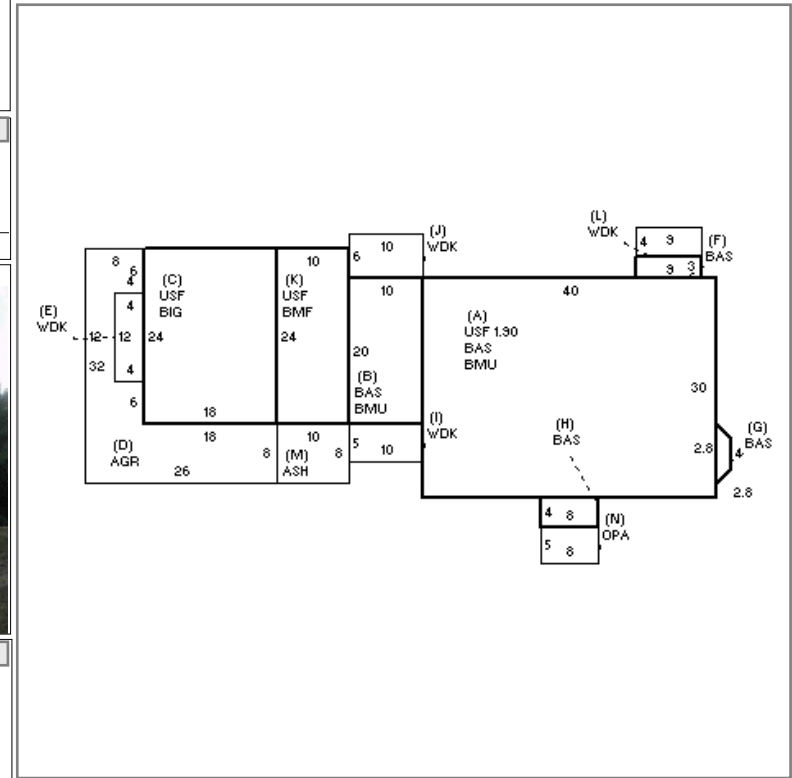 (L)
WDK
4 9
(F)
BAS
9 3
(J)
WDK
10
6
8
6
4
(C)
USF
BIG
10
(K)
USF
BMF
10
40
(E)
WDK
4
12
12
24
24
4
32
6
18
20
(B)
BAS
BMU
(A)
USF 1.90
BAS
BMU
30
(I)
WDK
(H)
BAS
2.8
4
(G)
BAS
2.8
(D)
AGR
18
8
26
10
8
(M)
ASH
5
10
4 8
(N)
OPA
5 8